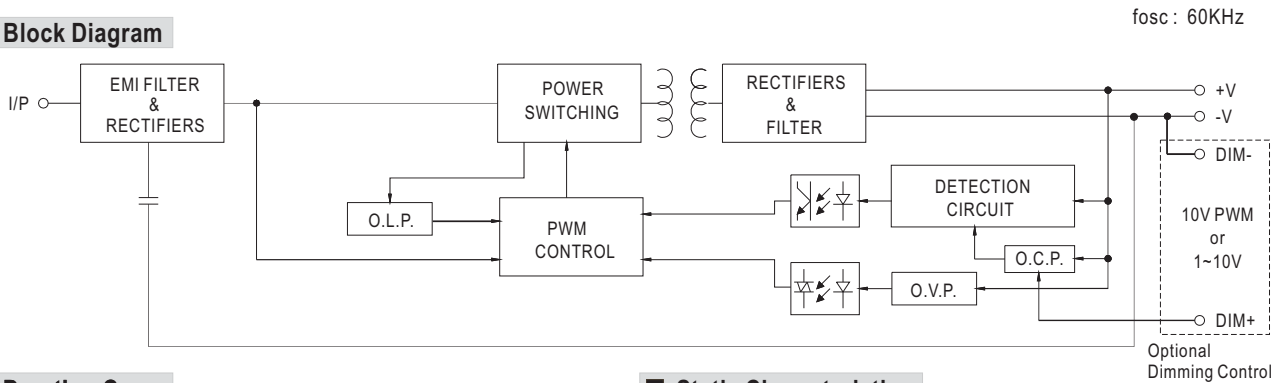 fosc : 60KHz
Block Diagram
I/P
EMI FILTER
&
RECTIFIERS
POWER
SWITCHING
RECTIFIERS
&
FILTER
+V
-V
DIM-
O.L.P.
PWM
CONTROL
DETECTION
CIRCUIT
10V PWM
or
1~10V
O.C.P.
O.V.P.
DIM+
Optional
Dimming Control